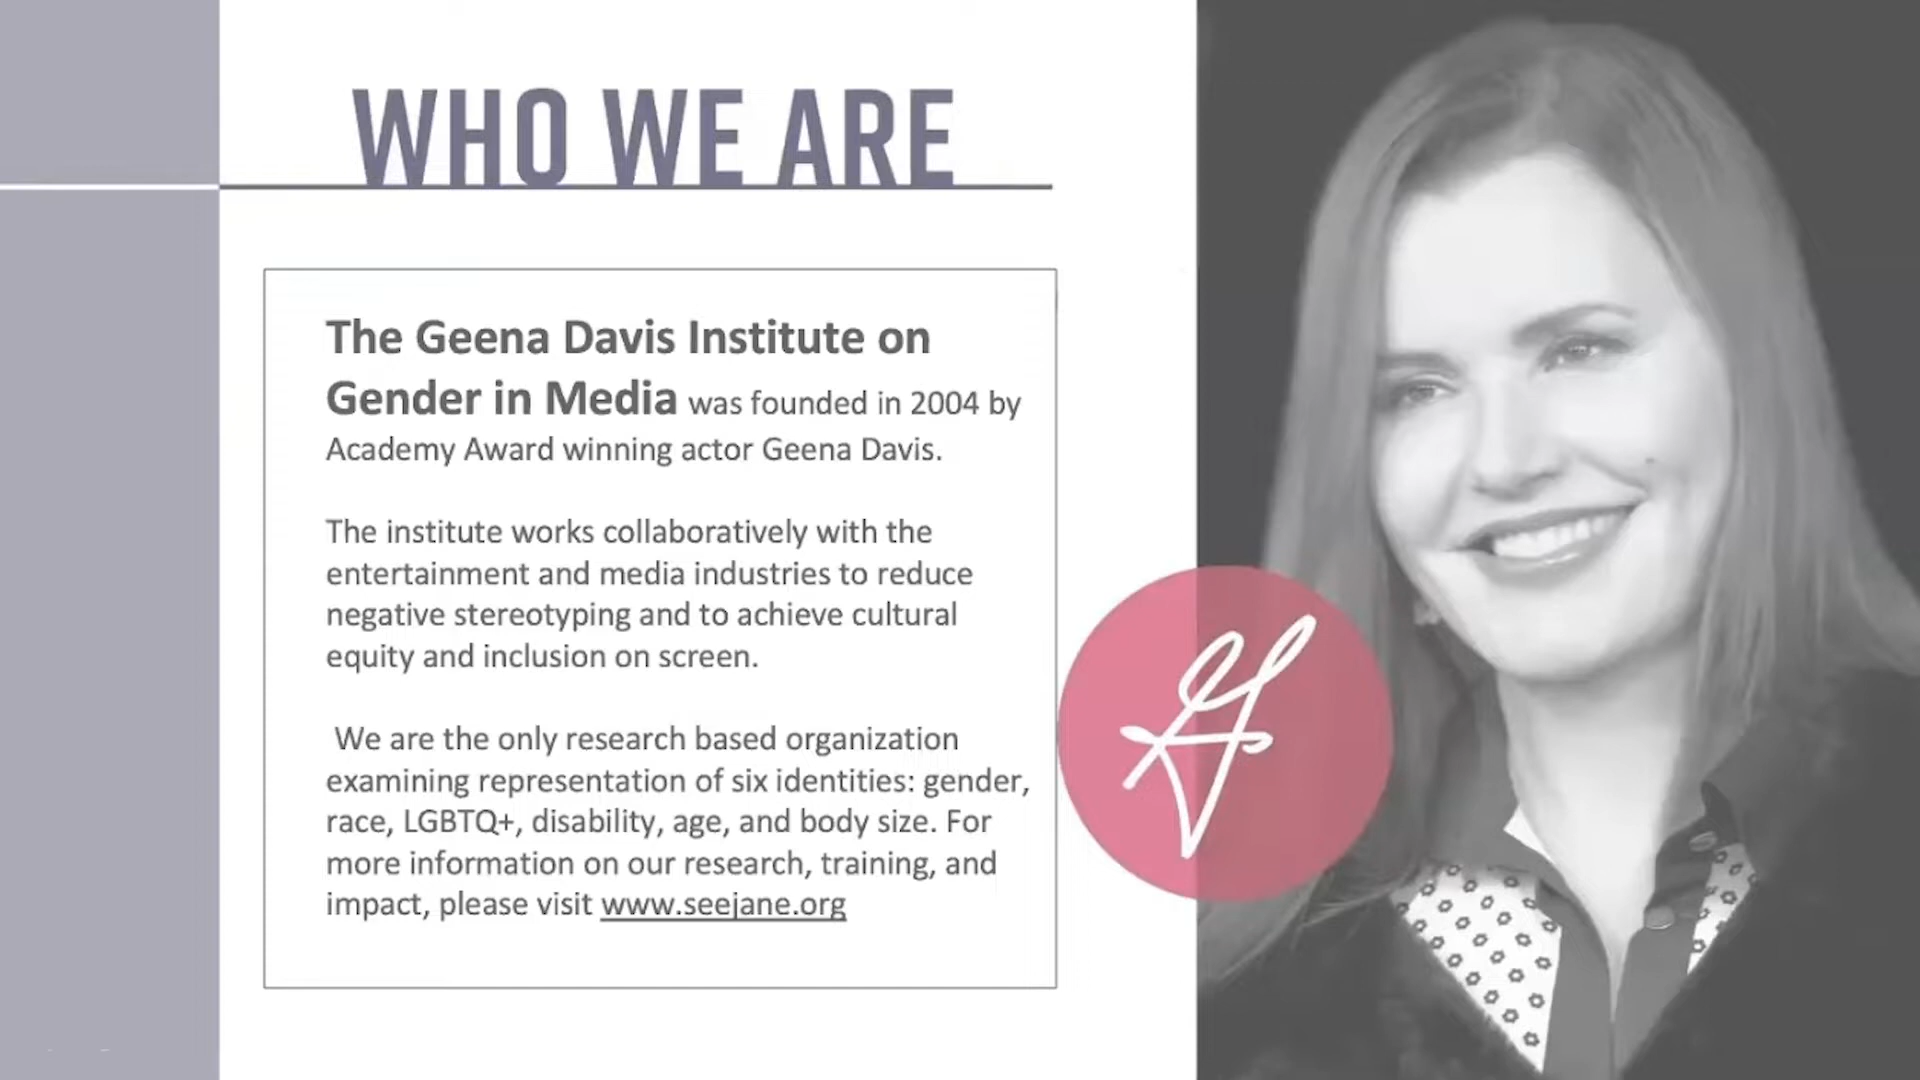 WHO WE ARE
The Geena Davis Institute on
Gender in Media was founded in 2004 by
Academy Award winning actor Geena Davis.
The institute works collaboratively with the
entertainment and media industries to reduce
negative stereotyping and to achieve cultural
equity and inclusion on screen.
We are the only research based organization
examining representation of six identities: gender,
race, LGBTQ+, disability, age, and body size. For
more information on our research, training, and
impact, please visit www.seejane.org